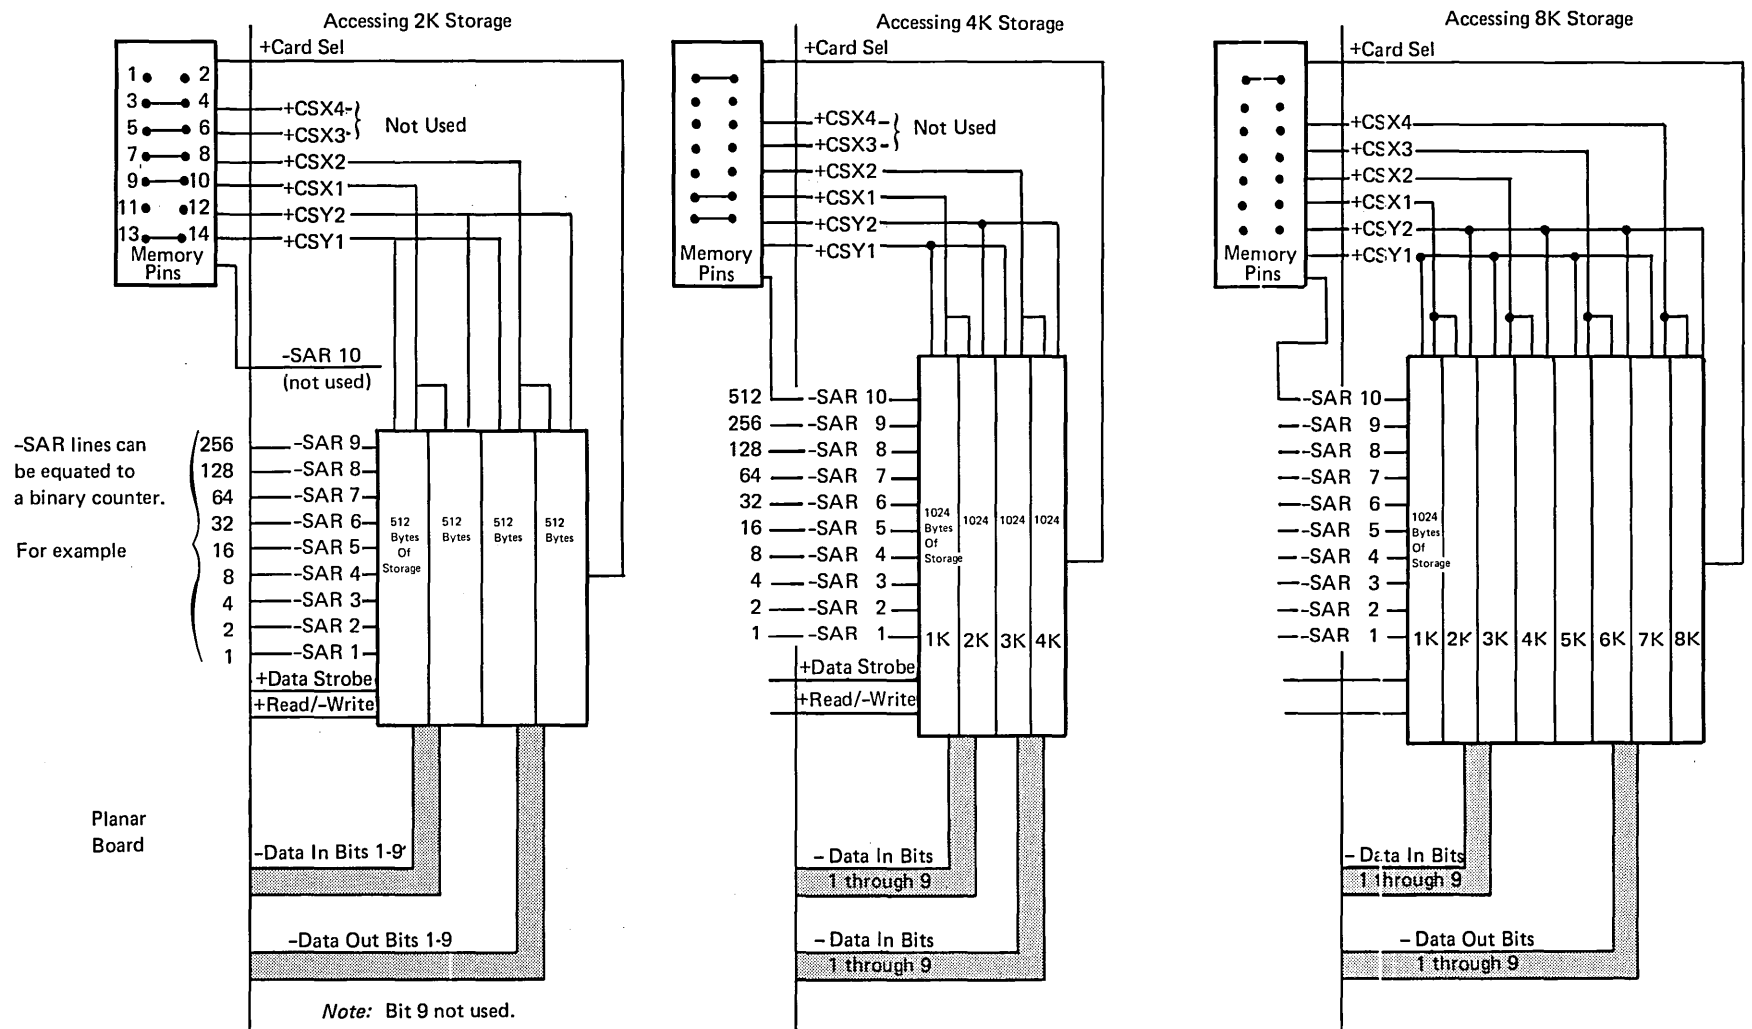 Accessing 2K Storage
+Card Sel
1 2
3 4
5 6
7 8
9 10
11 12
13 14
Memory
Pins
+CSX4
+CSX3
Not Used
+CSX2
+CSX1
+CSY2
+CSY1
-SAR 10
(not used)
-SAR lines can
be equated to
a binary counter.
For example
256 -SAR 9
128 -SAR 8
64 -SAR 7
32 -SAR 6
16 -SAR 5
8 -SAR 4
4 -SAR 3
2 -SAR 2
1 -SAR 1
+Data Strobe
+Read/-Write
512
Bytes
Of
Storage
512
Bytes
512
Bytes
512
Bytes
Planar
Board
-Data In Bits 1-9
-Data Out Bits 1-9
Note: Bit 9 not used.
Accessing 4K Storage
+Card Sel
Memory
Pins
+CSX4
+CSX3
Not Used
+CSX2
+CSX1
+CSY2
+CSY1
512 -SAR 10
256 -SAR 9
128 -SAR 8
64 -SAR 7
32 -SAR 6
16 -SAR 5
8 -SAR 4
4 -SAR 3
2 -SAR 2
1 -SAR 1
+Data Strobe
+Read/-Write
1024
Bytes
Of
Storage
1024
1024
1024
1K 2K 3K 4K
- Data In Bits
1 through 9
- Data In Bits
1 through 9
Accessing 8K Storage
+Card Sel
Memory
Pins
+CSX4
+CSX3
+CSX2
+CSX1
+CSY2
+CSY1
-SAR 10
-SAR 9
-SAR 8
-SAR 7
-SAR 6
-SAR 5
-SAR 4
-SAR 3
-SAR 2
-SAR 1
1024
Bytes
Of
Storage
1K 2K 3K 4K 5K 6K 7K 8K
- Data In Bits
1 through 9
- Data Out Bits
1 through 9